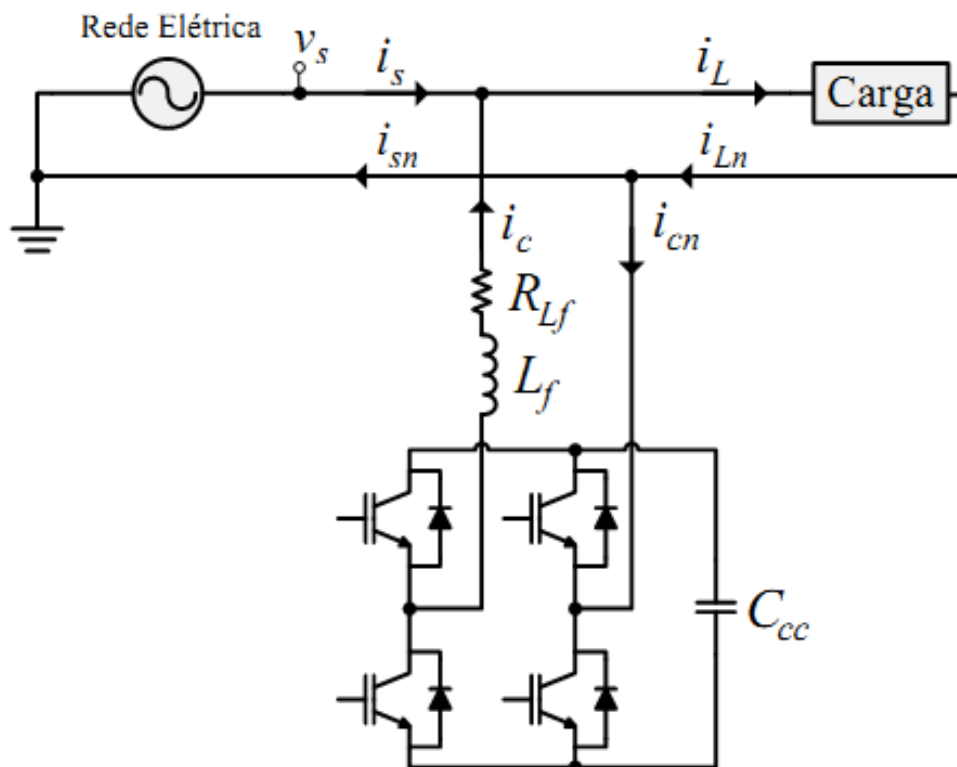 Rede Elétrica
v_s
i_s
i_L
Carga
i_sn
i_Ln
i_c
i_cn
R_Lf
L_f
C_cc